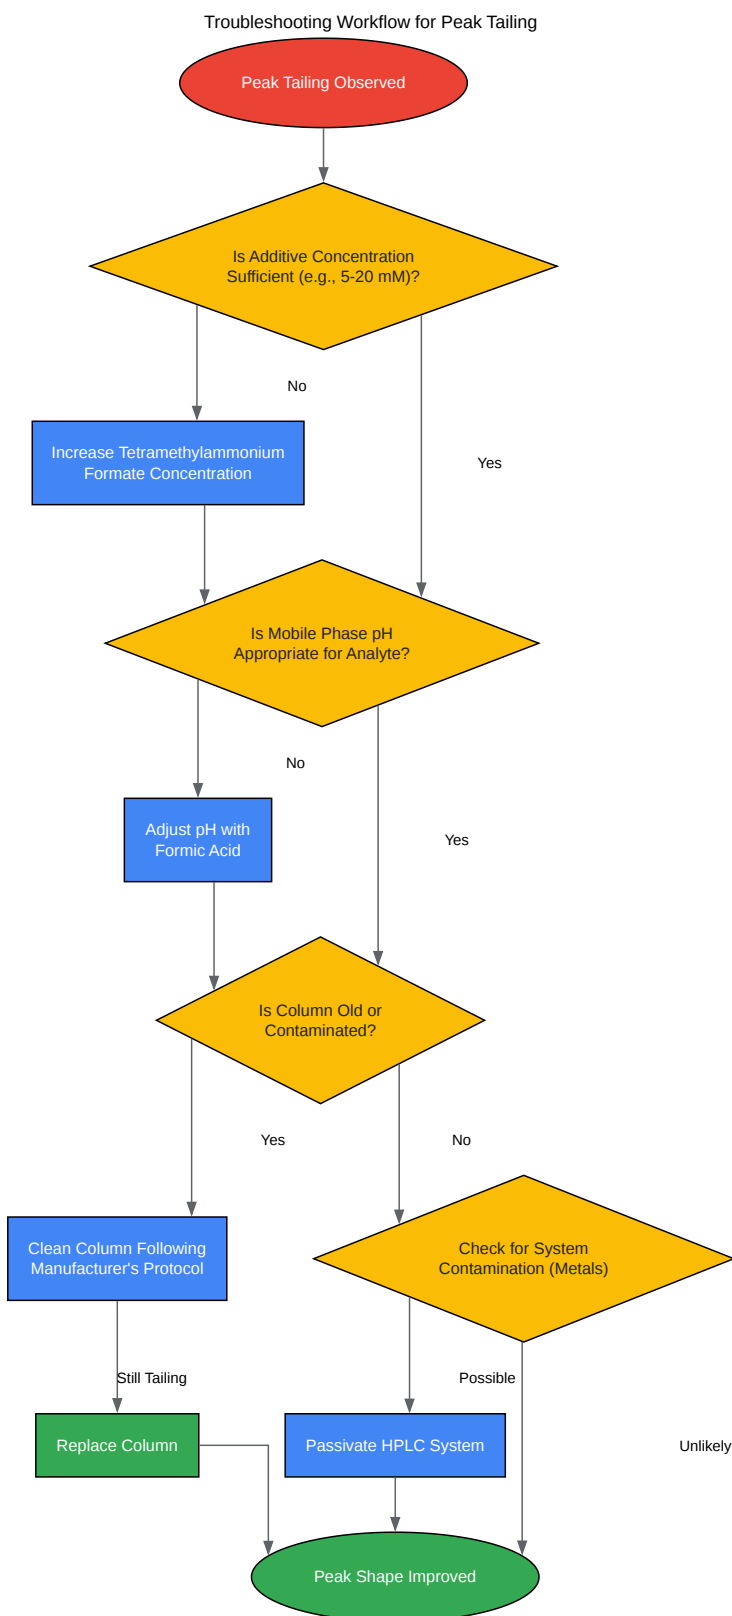 Troubleshooting Workflow for Peak Tailing
Peak Tailing Observed
Is Additive Concentration
Sufficient (e.g., 5-20 mM)?
No
Increase Tetramethylammonium
Formate Concentration
Yes
Is Mobile Phase pH
Appropriate for Analyte?
No
Adjust pH with
Formic Acid
Yes
Is Column Old or
Contaminated?
Yes
No
Clean Column Following
Manufacturer's Protocol
Check for System
Contamination (Metals)
Still Tailing
Possible
Replace Column
Passivate HPLC System
Unlikely
Peak Shape Improved